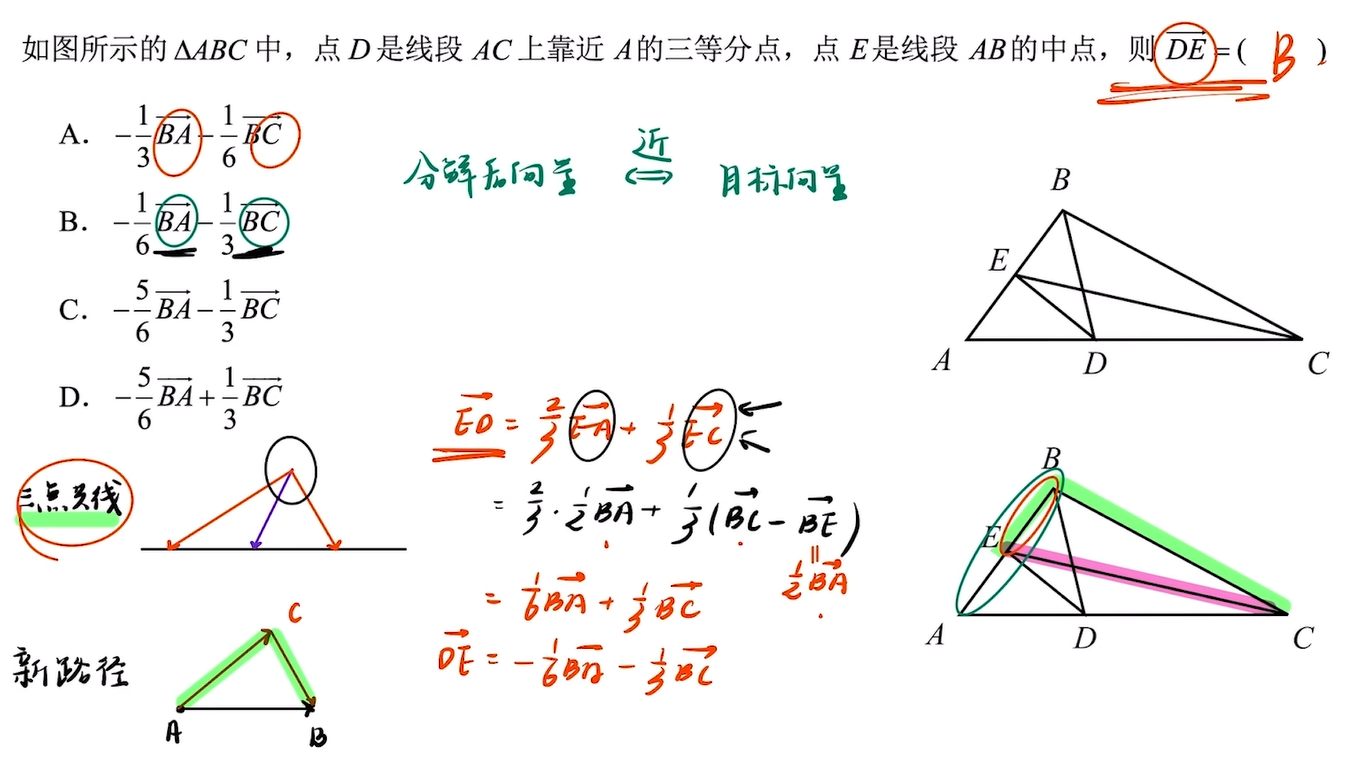 如图所示的 ΔABC 中，点 D 是线段 AC 上靠近 A 的三等分点，点 E 是线段 AB 的中点，则 $\overrightarrow{DE}$ = ( B )
A. $-\frac{1}{3}\overrightarrow{BA}-\frac{1}{6}\overrightarrow{BC}$
B. $-\frac{1}{6}\overrightarrow{BA}-\frac{1}{3}\overrightarrow{BC}$
C. $-\frac{5}{6}\overrightarrow{BA}-\frac{1}{3}\overrightarrow{BC}$
D. $-\frac{5}{6}\overrightarrow{BA}+\frac{1}{3}\overrightarrow{BC}$
近
分解后向量 ⇔ 目标向量
B
E
A D C
三点共线
$\overrightarrow{ED}=\frac{2}{3}\overrightarrow{EA}+\frac{1}{3}\overrightarrow{EC}$
$=\frac{2}{3}\cdot\frac{1}{2}\overrightarrow{BA}+\frac{1}{3}(\overrightarrow{BC}-\overrightarrow{BE})$
॥
$\frac{1}{2}\overrightarrow{BA}$
$=\frac{1}{6}\overrightarrow{BA}+\frac{1}{3}\overrightarrow{BC}$
$\overrightarrow{DE}=-\frac{1}{6}\overrightarrow{BA}-\frac{1}{3}\overrightarrow{BC}$
新路径
C
A B
B
E
A D C